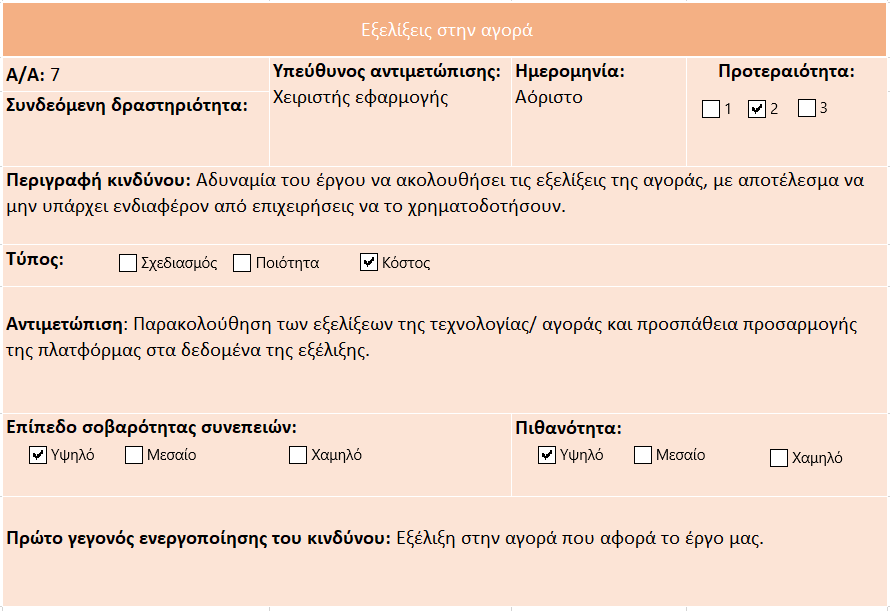 Εξελίξεις στην αγορά
Α/Α: 7
Συνδεόμενη δραστηριότητα:
Υπεύθυνος αντιμετώπισης:
Χειριστής εφαρμογής
Ημερομηνία:
Αόριστο
Προτεραιότητα:
1 2 3
Περιγραφή κινδύνου: Αδυναμία του έργου να ακολουθήσει τις εξελίξεις της αγοράς, με αποτέλεσμα να
μην υπάρχει ενδιαφέρον από επιχειρήσεις να το χρηματοδοτήσουν.
Τύπος: Σχεδιασμός Ποιότητα Κόστος
Αντιμετώπιση: Παρακολούθηση των εξελίξεων της τεχνολογίας/ αγοράς και προσπάθεια προσαρμογής
της πλατφόρμας στα δεδομένα της εξέλιξης.
Επίπεδο σοβαρότητας συνεπειών:
Υψηλό Μεσαίο Χαμηλό
Πιθανότητα:
Υψηλό Μεσαίο Χαμηλό
Πρώτο γεγονός ενεργοποίησης του κινδύνου: Εξέλιξη στην αγορά που αφορά το έργο μας.